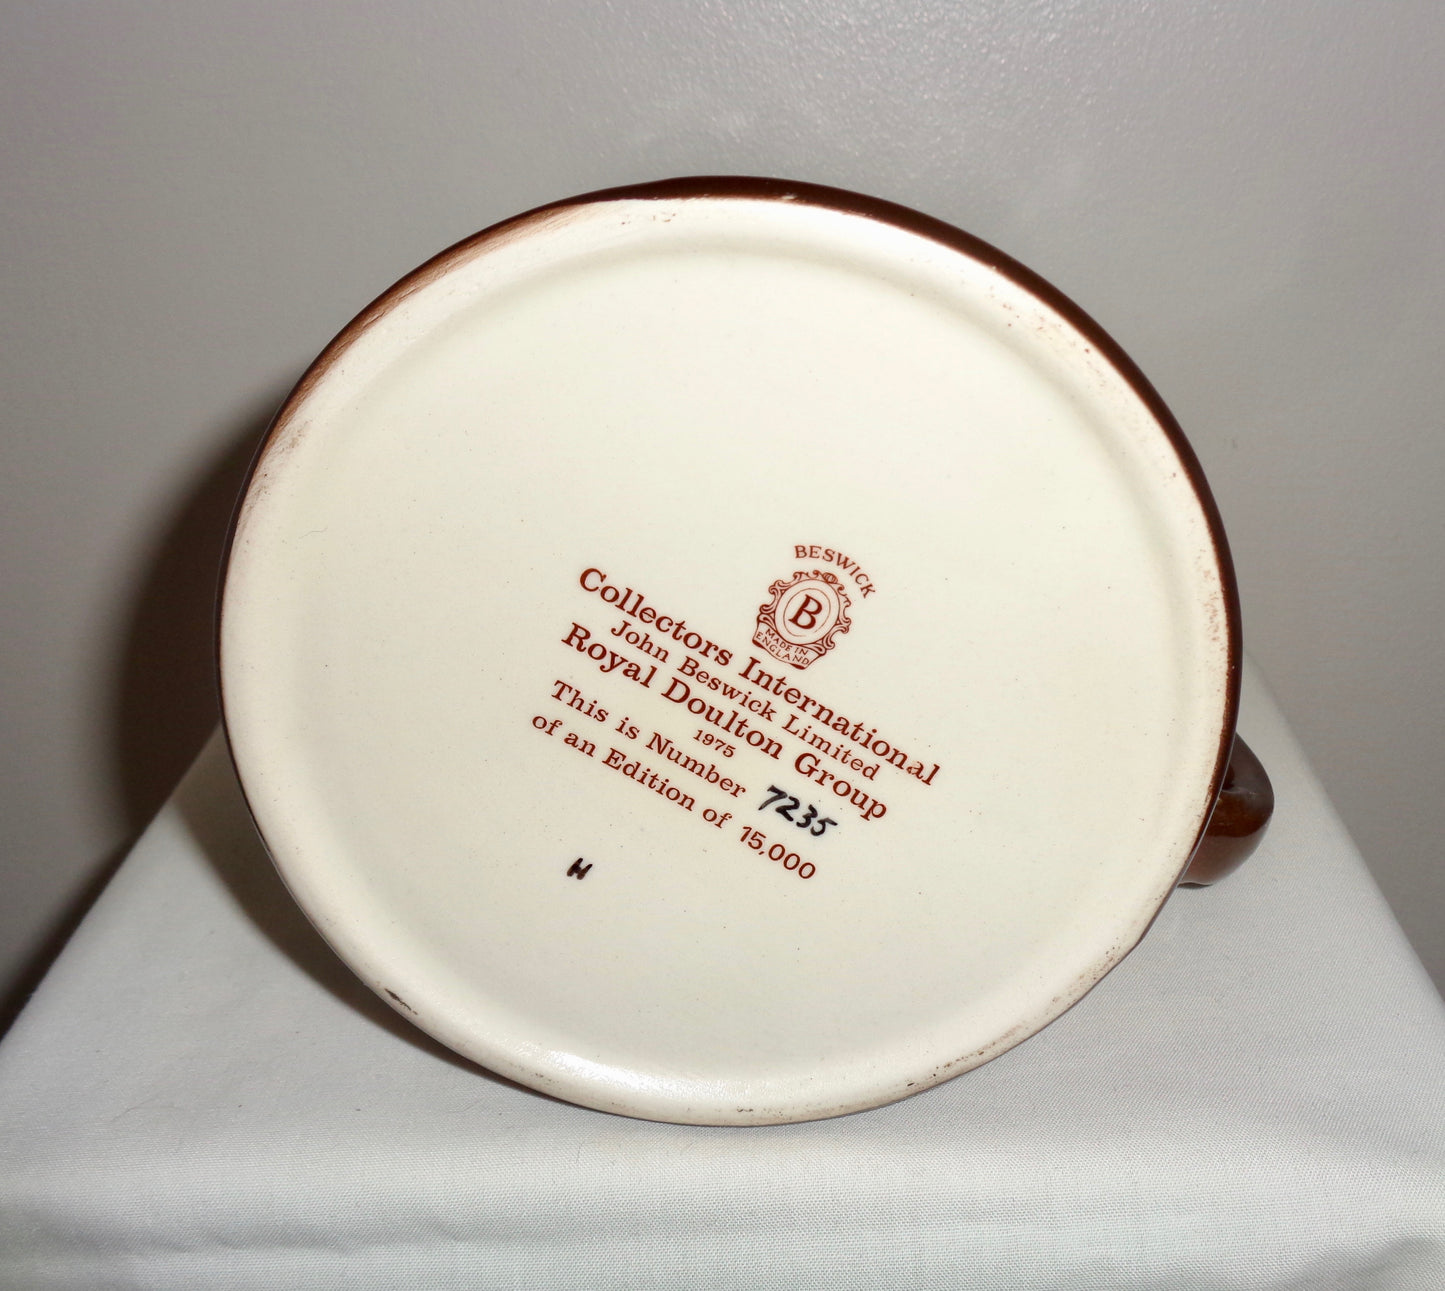 BESWICK
B
MADE IN
ENGLAND
Collectors International
John Beswick Limited
Royal Doulton Group
1975
This is Number 7235
of an Edition of 15,000
H